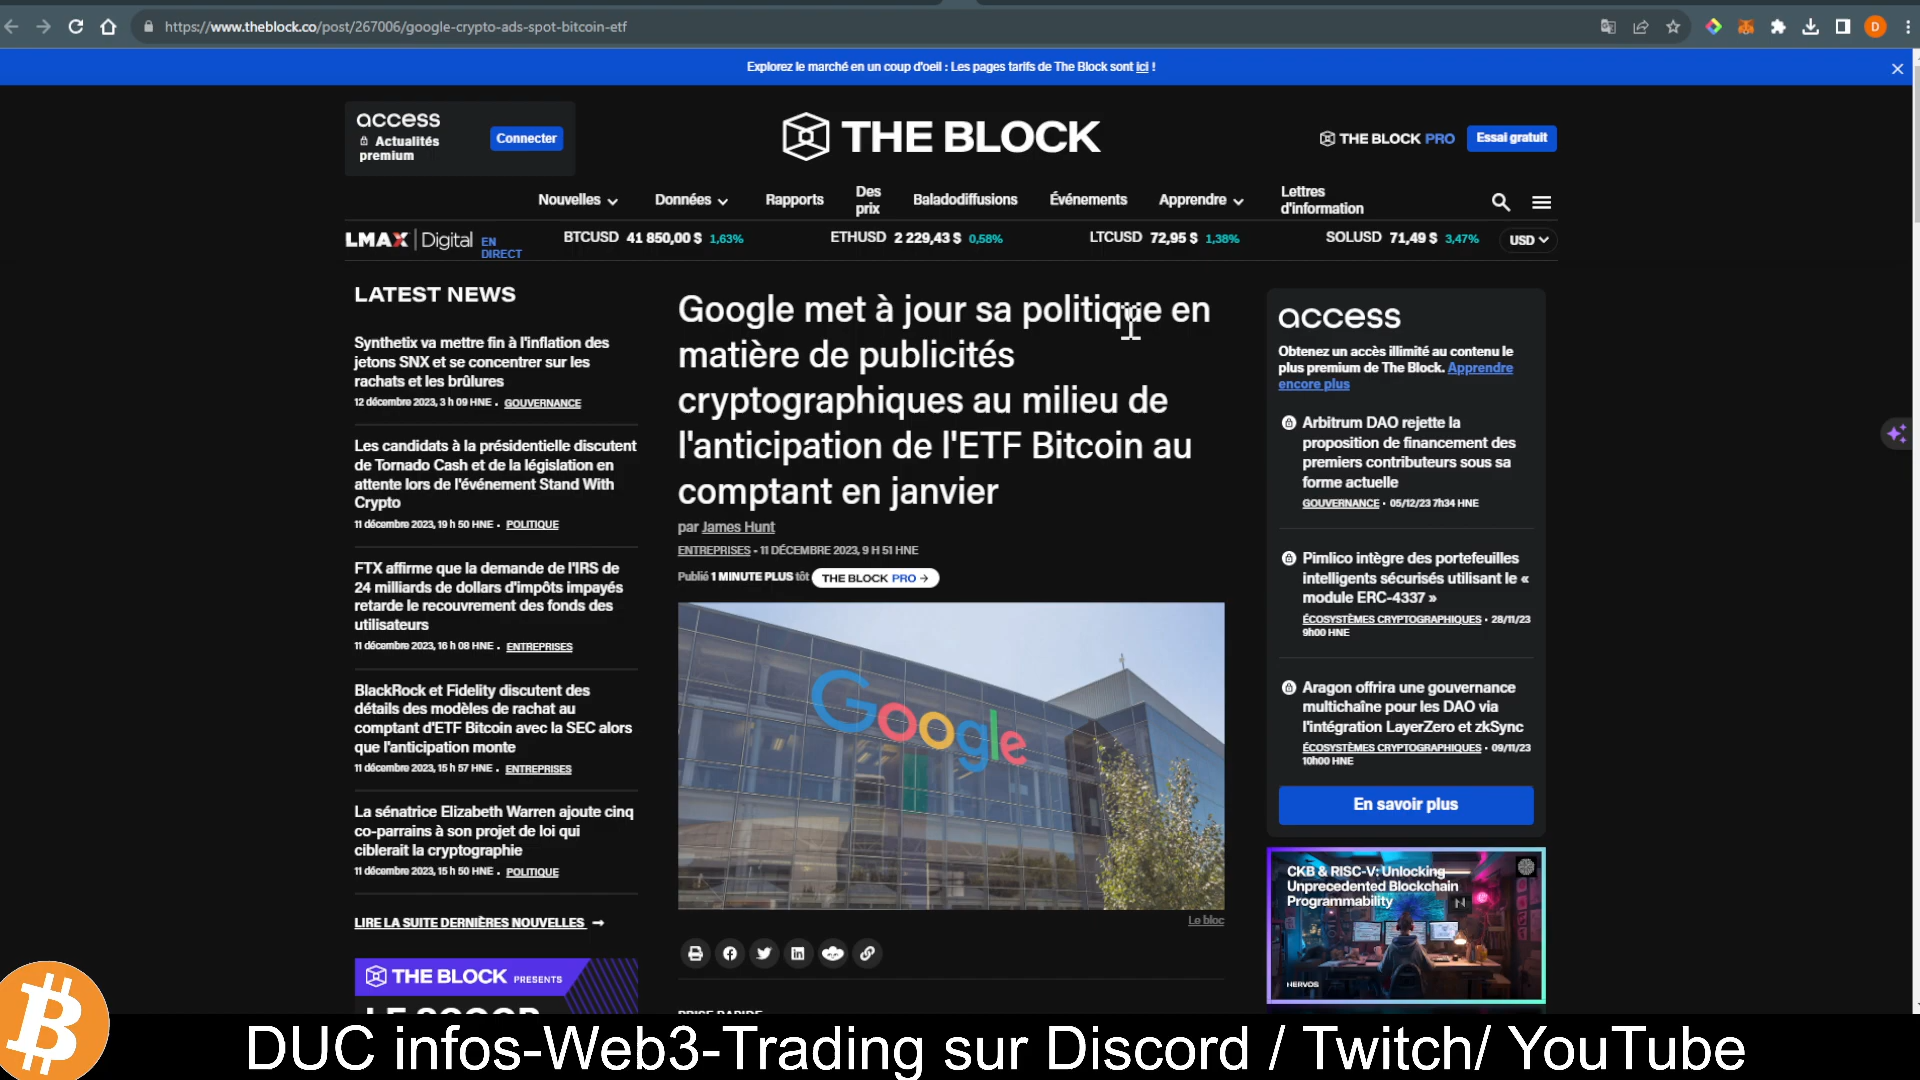 https://www.theblock.co/post/267006/google-crypto-ads-spot-bitcoin-etf
D
Explorez le marché en un coup d'oeil : Les pages tarifs de The Block sont ici !
access
Actualités
premium
Connecter
THE BLOCK
THE BLOCK PRO
Essai gratuit
Nouvelles
Données
Rapports
Des
prix
Baladodiffusions
Événements
Apprendre
Lettres
d'information
LMAX Digital
EN
DIRECT
BTCUSD 41 850,00 $ 1,63%
ETHUSD 2 229,43 $ 0,58%
LTCUSD 72,95 $ 1,38%
SOLUSD 71,49 $ 3,47%
USD
LATEST NEWS
Synthetix va mettre fin à l'inflation des
jetons SNX et se concentrer sur les
rachats et les brûlures
12 décembre 2023, 3 h 09 HNE • GOUVERNANCE
Les candidats à la présidentielle discutent
de Tornado Cash et de la législation en
attente lors de l'événement Stand With
Crypto
11 décembre 2023, 19 h 50 HNE • POLITIQUE
FTX affirme que la demande de l'IRS de
24 milliards de dollars d'impôts impayés
retarde le recouvrement des fonds des
utilisateurs
11 décembre 2023, 16 h 08 HNE • ENTREPRISES
BlackRock et Fidelity discutent des
détails des modèles de rachat au
comptant d'ETF Bitcoin avec la SEC alors
que l'anticipation monte
11 décembre 2023, 15 h 57 HNE • ENTREPRISES
La sénatrice Elizabeth Warren ajoute cinq
co-parrains à son projet de loi qui
ciblerait la cryptographie
11 décembre 2023, 15 h 50 HNE • POLITIQUE
LIRE LA SUITE DERNIÈRES NOUVELLES →
THE BLOCK PRESENTS
LE SCOOP
Google met à jour sa politique en
matière de publicités
cryptographiques au milieu de
l'anticipation de l'ETF Bitcoin au
comptant en janvier
par James Hunt
ENTREPRISES • 11 DÉCEMBRE 2023, 9 H 51 HNE
Publié 1 MINUTE PLUS tôt THE BLOCK PRO →
Google
Le bloc
PRISE RAPIDE
access
Obtenez un accès illimité au contenu le
plus premium de The Block. Apprendre
encore plus
Arbitrum DAO rejette la
proposition de financement des
premiers contributeurs sous sa
forme actuelle
GOUVERNANCE • 05/12/23 7h34 HNE
Pimlico intègre des portefeuilles
intelligents sécurisés utilisant le «
module ERC-4337 »
ÉCOSYSTÈMES CRYPTOGRAPHIQUES • 28/11/23
9h00 HNE
Aragon offrira une gouvernance
multichaîne pour les DAO via
l'intégration LayerZero et zkSync
ÉCOSYSTÈMES CRYPTOGRAPHIQUES • 09/11/23
10h00 HNE
En savoir plus
CKB & RISC-V: Unlocking
Unprecedented Blockchain
Programmability
HERVOS
DUC infos-Web3-Trading sur Discord / Twitch/ YouTube